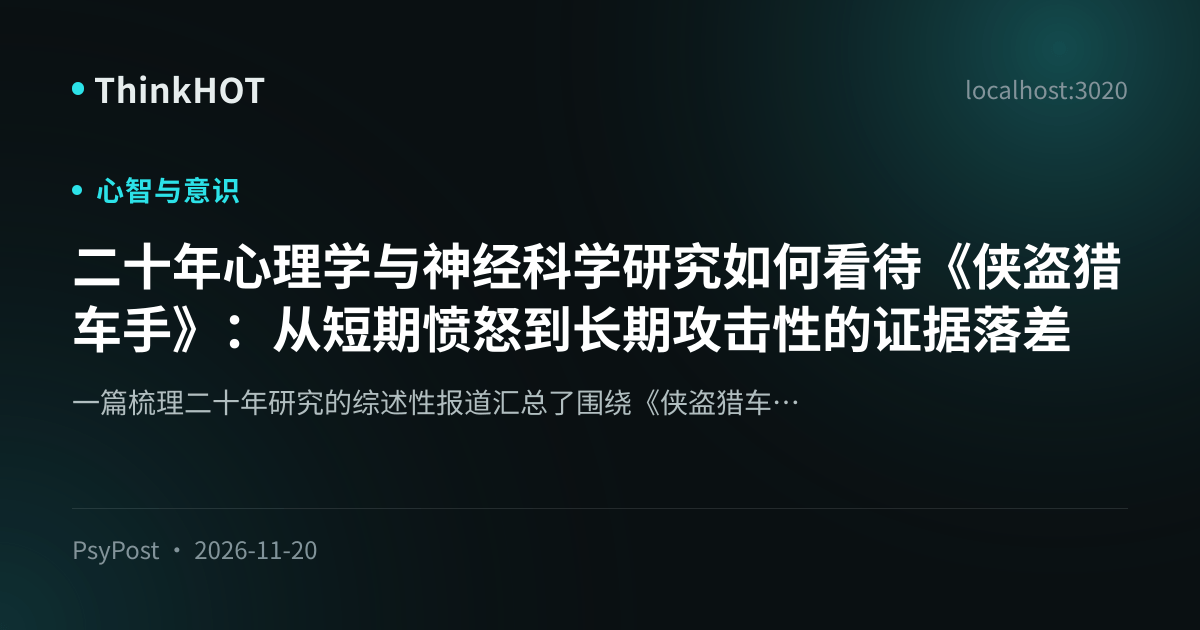 ThinkHOT
localhost:3020
心智与意识
二十年心理学与神经科学研究如何看待《侠盗猎
车手》：从短期愤怒到长期攻击性的证据落差
一篇梳理二十年研究的综述性报道汇总了围绕《侠盗猎车…
PsyPost · 2026-11-20